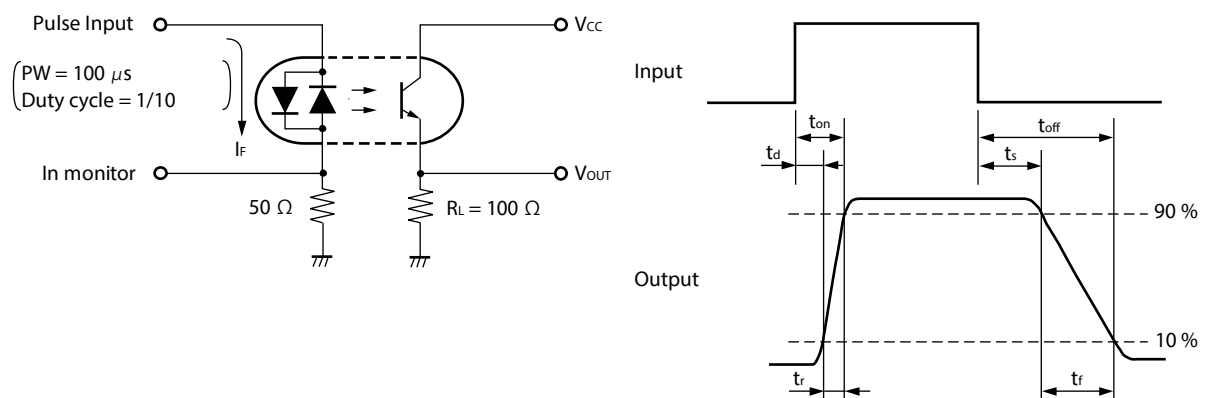 Pulse Input
VCC
PW = 100 μs
Duty cycle = 1/10
IF
In monitor
VOUT
50 Ω
RL = 100 Ω
Input
ton
toff
td
ts
90 %
Output
10 %
tr
tf